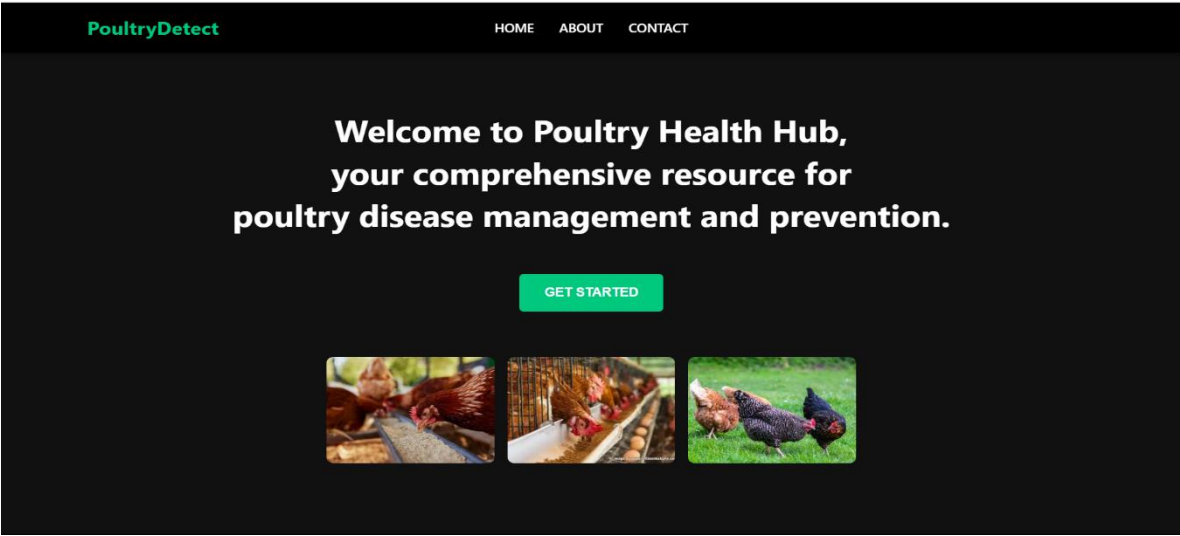 PoultryDetect
HOME ABOUT CONTACT
Welcome to Poultry Health Hub,
your comprehensive resource for
poultry disease management and prevention.
GET STARTED